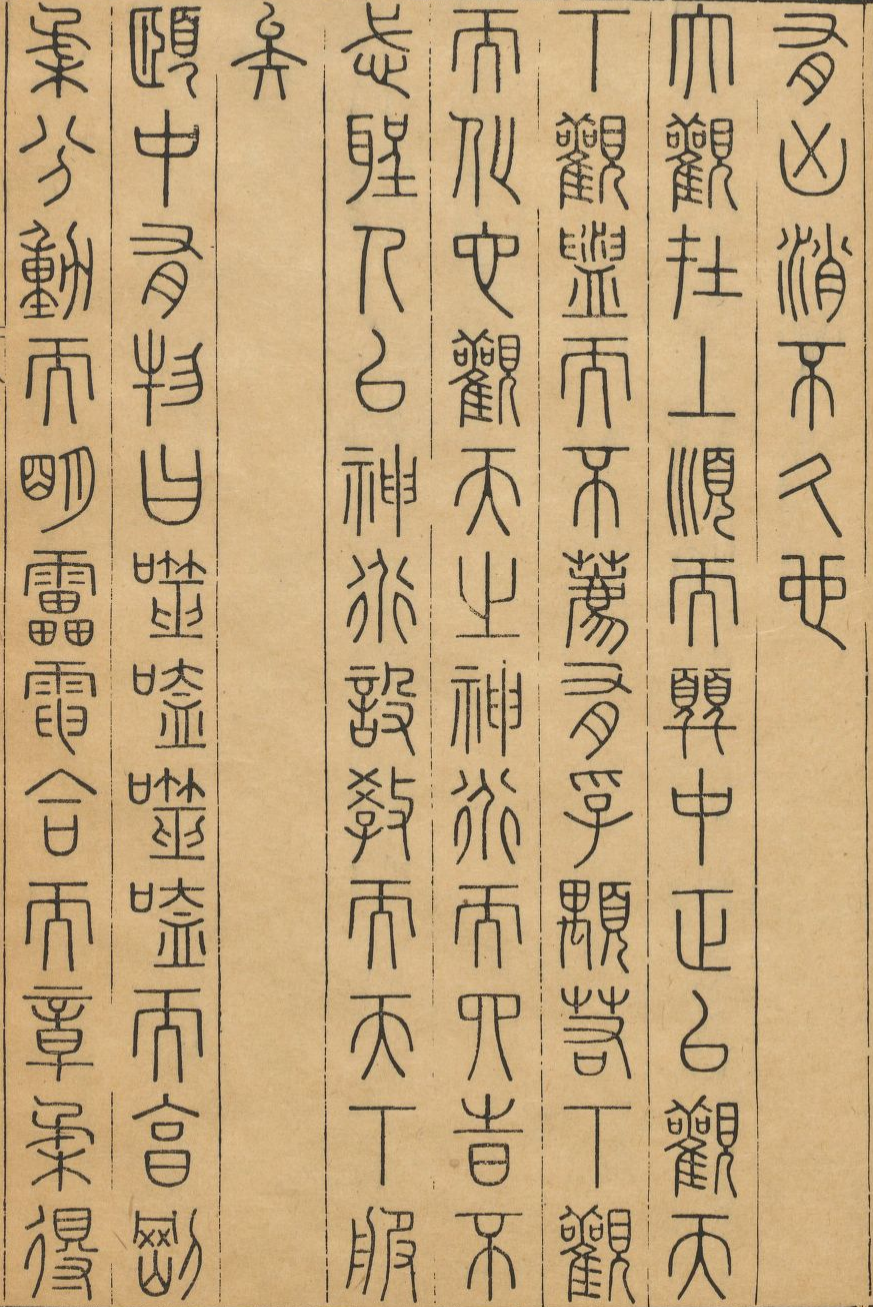 有凶消不久也
大觀在上順而巽中正以觀天
下觀盥而不薦有孚顒若下觀
而化也觀天之神道而四時不
忒聖人以神道設教而天下服
矣
頤中有物曰噬嗑噬嗑而亨剛
柔分動而明雷電合而章柔得